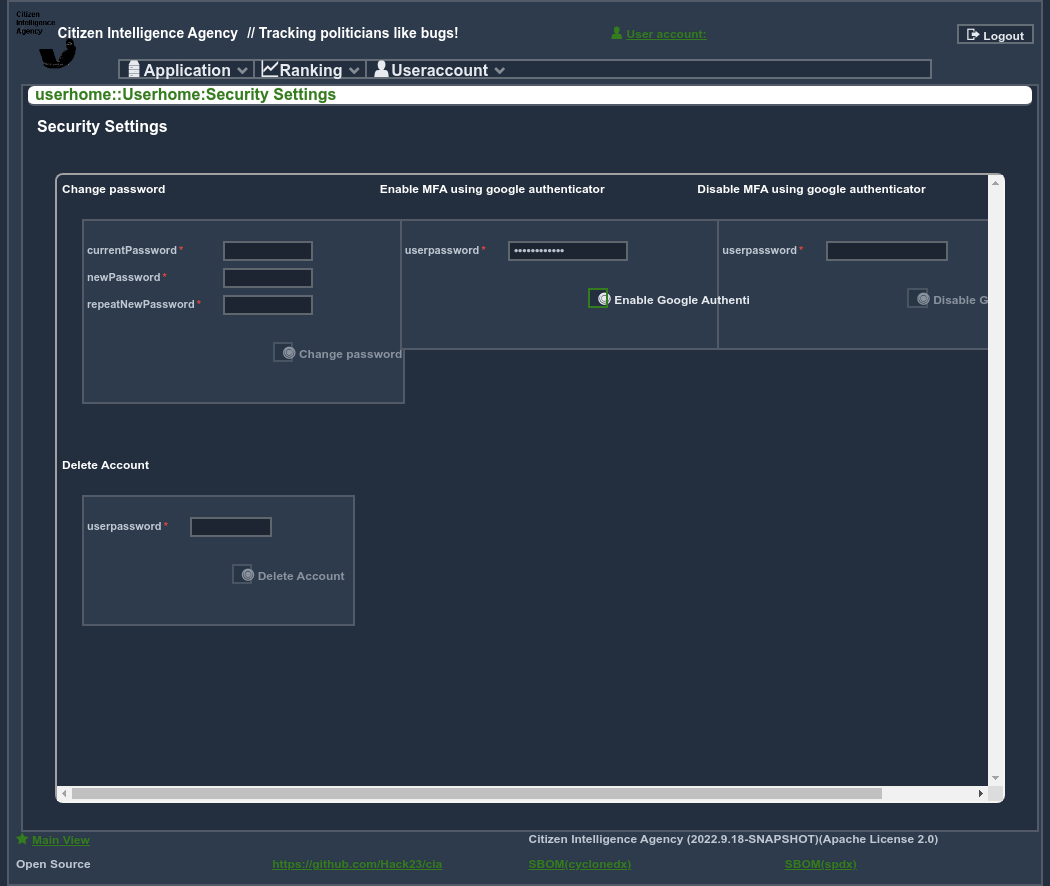 Citizen
Intelligence
Agency
Citizen Intelligence Agency // Tracking politicians like bugs!
User account:
Logout
Application Ranking Useraccount
userhome::Userhome:Security Settings
Security Settings
Change password Enable MFA using google authenticator Disable MFA using google authenticator
currentPassword* userpassword* •••••••••••• userpassword*
newPassword*
repeatNewPassword*
Enable Google Authenti Disable G
Change password
Delete Account
userpassword*
Delete Account
Main View Citizen Intelligence Agency (2022.9.18-SNAPSHOT)(Apache License 2.0)
Open Source https://github.com/Hack23/cia SBOM(cyclonedx) SBOM(spdx)